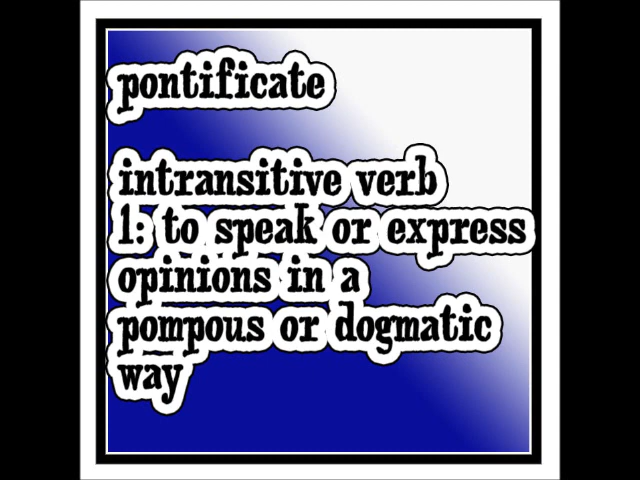 pontificate
intransitive verb
1: to speak or express
opinions in a
pompous or dogmatic
way